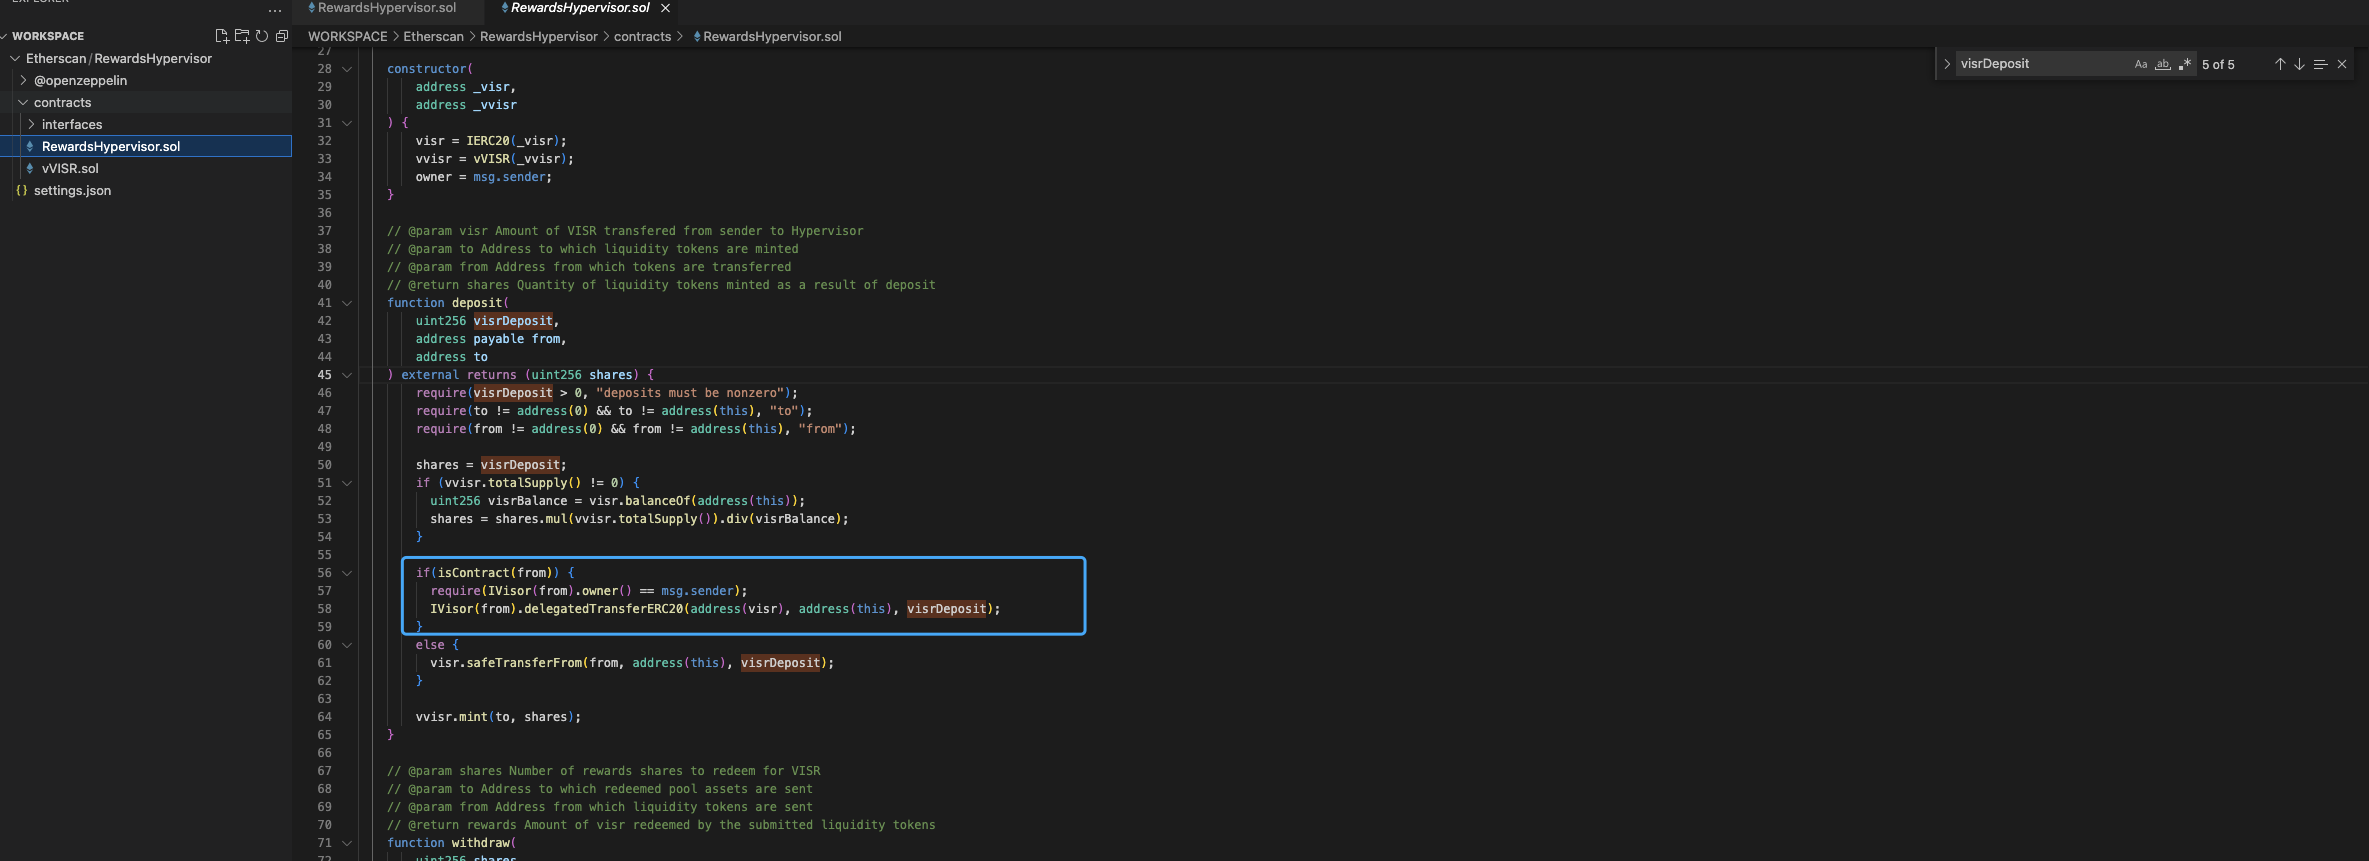 EXPLORER
...
WORKSPACE
Etherscan/RewardsHypervisor
@openzeppelin
contracts
interfaces
RewardsHypervisor.sol
vVISR.sol
{} settings.json
RewardsHypervisor.sol
RewardsHypervisor.sol
WORKSPACE > Etherscan > RewardsHypervisor > contracts > RewardsHypervisor.sol
visrDeposit Aa ab .* 5 of 5
27
28 constructor(
29 address _visr,
30 address _vvisr
31 ) {
32 visr = IERC20(_visr);
33 vvisr = vVISR(_vvisr);
34 owner = msg.sender;
35 }
36
37 // @param visr Amount of VISR transfered from sender to Hypervisor
38 // @param to Address to which liquidity tokens are minted
39 // @param from Address from which tokens are transferred
40 // @return shares Quantity of liquidity tokens minted as a result of deposit
41 function deposit(
42 uint256 visrDeposit,
43 address payable from,
44 address to
45 ) external returns (uint256 shares) {
46 require(visrDeposit > 0, "deposits must be nonzero");
47 require(to != address(0) && to != address(this), "to");
48 require(from != address(0) && from != address(this), "from");
49
50 shares = visrDeposit;
51 if (vvisr.totalSupply() != 0) {
52 uint256 visrBalance = visr.balanceOf(address(this));
53 shares = shares.mul(vvisr.totalSupply()).div(visrBalance);
54 }
55
56 if(isContract(from)) {
57 require(IVisor(from).owner() == msg.sender);
58 IVisor(from).delegatedTransferERC20(address(visr), address(this), visrDeposit);
59 }
60 else {
61 visr.safeTransferFrom(from, address(this), visrDeposit);
62 }
63
64 vvisr.mint(to, shares);
65 }
66
67 // @param shares Number of rewards shares to redeem for VISR
68 // @param to Address to which redeemed pool assets are sent
69 // @param from Address from which liquidity tokens are sent
70 // @return rewards Amount of visr redeemed by the submitted liquidity tokens
71 function withdraw(
72 uint256 shares